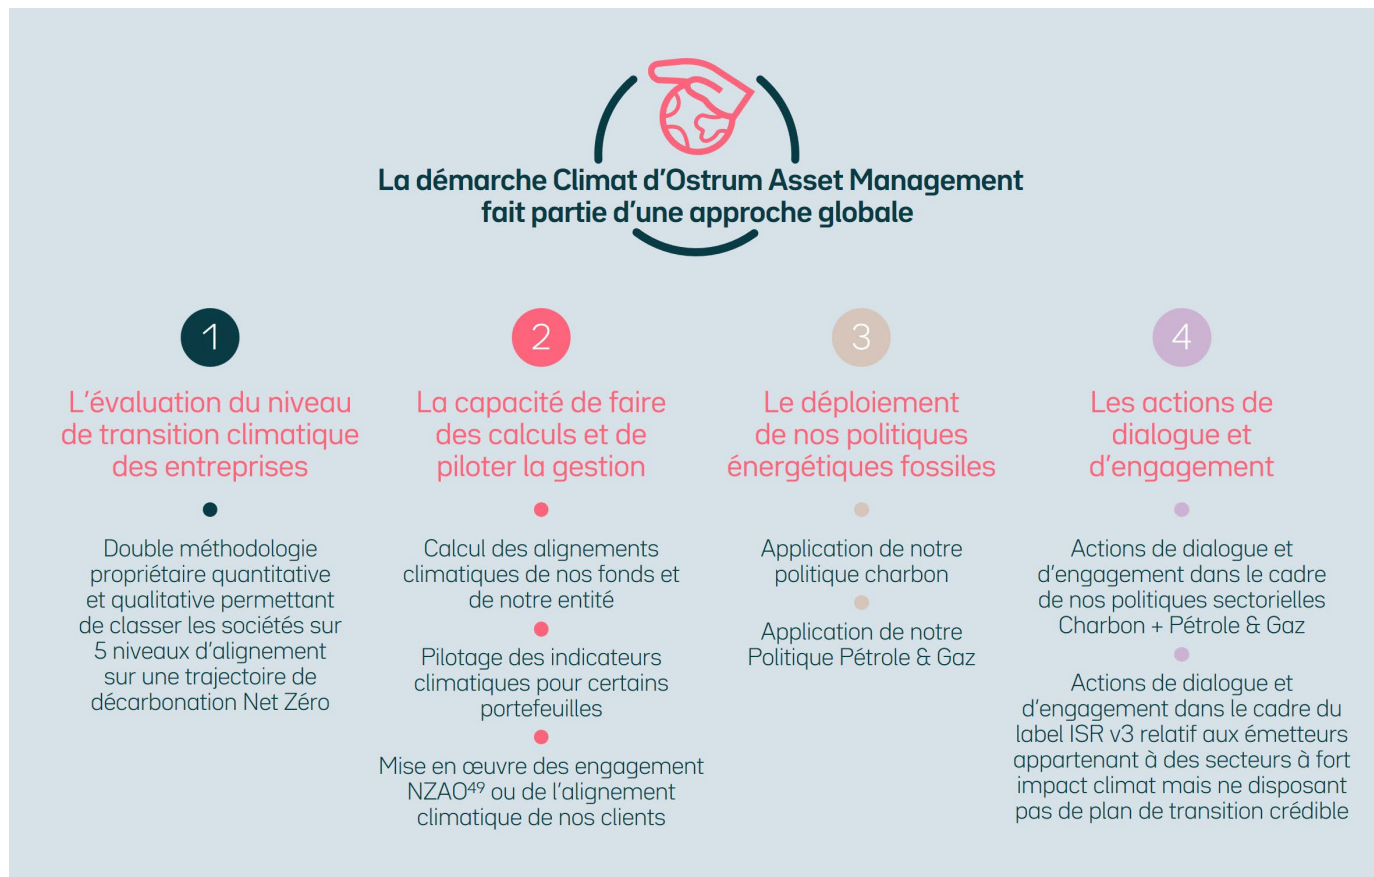 La démarche Climat d’Ostrum Asset Management
fait partie d’une approche globale
1
L’évaluation du niveau
de transition climatique
des entreprises
Double méthodologie
propriétaire quantitative
et qualitative permettant
de classer les sociétés sur
5 niveaux d’alignement
sur une trajectoire de
décarbonation Net Zéro
2
La capacité de faire
des calculs et de
piloter la gestion
Calcul des alignements
climatiques de nos fonds et
de notre entité
Pilotage des indicateurs
climatiques pour certains
portefeuilles
Mise en œuvre des engagement
NZAO⁴⁹ ou de l’alignement
climatique de nos clients
3
Le déploiement
de nos politiques
énergétiques fossiles
Application de notre
politique charbon
Application de notre
Politique Pétrole & Gaz
4
Les actions de
dialogue et
d’engagement
Actions de dialogue et
d’engagement dans le cadre
de nos politiques sectorielles
Charbon + Pétrole & Gaz
Actions de dialogue et
d’engagement dans le cadre du
label ISR v3 relatif aux émetteurs
appartenant à des secteurs à fort
impact climat mais ne disposant
pas de plan de transition crédible